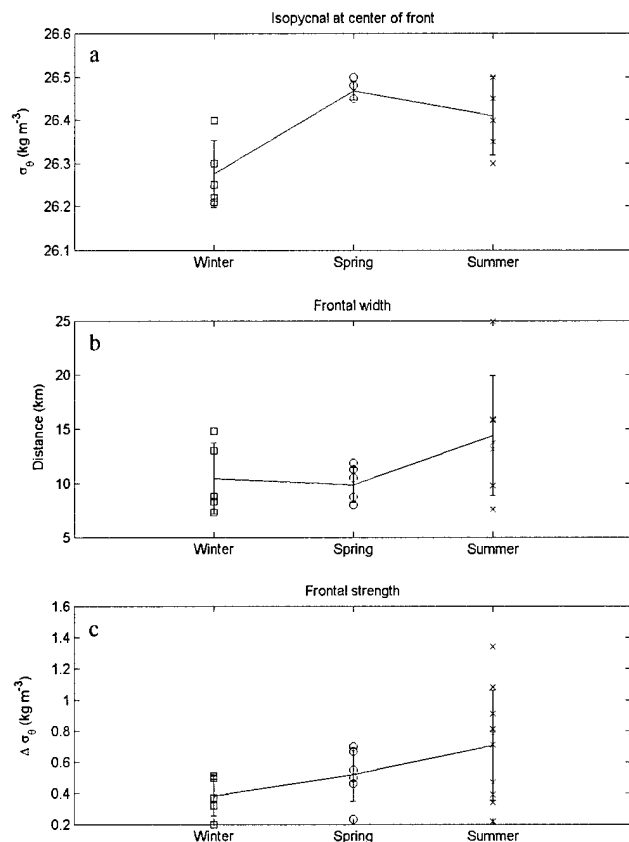 Isopycnal at center of front
a
26.6
26.5
26.4
26.3
26.2
26.1
σθ (kg m-3)
Winter Spring Summer
Frontal width
b
25
20
15
10
5
Distance (km)
Winter Spring Summer
Frontal strength
c
1.6
1.4
1.2
1
0.8
0.6
0.4
0.2
Δ σθ (kg m-3)
Winter Spring Summer